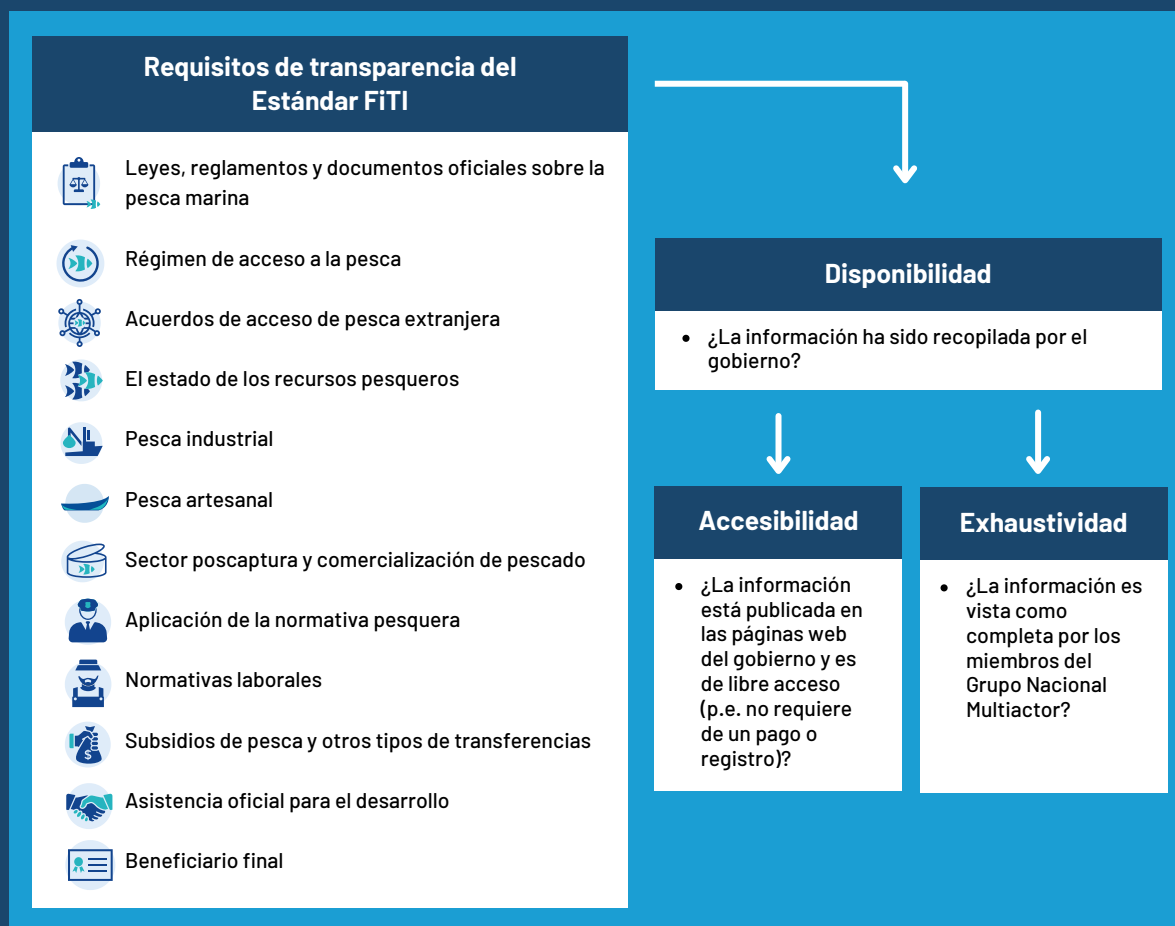 Requisitos de transparencia del
Estándar FiTI
Leyes, reglamentos y documentos oficiales sobre la
pesca marina
Régimen de acceso a la pesca
Acuerdos de acceso de pesca extranjera
El estado de los recursos pesqueros
Pesca industrial
Pesca artesanal
Sector poscaptura y comercialización de pescado
Aplicación de la normativa pesquera
Normativas laborales
Subsidios de pesca y otros tipos de transferencias
$
Asistencia oficial para el desarrollo
Beneficiario final
Disponibilidad
• ¿La información ha sido recopilada por el
gobierno?
Accesibilidad
• ¿La información
está publicada en
las páginas web
del gobierno y es
de libre acceso
(p.e. no requiere
de un pago o
registro)?
Exhaustividad
• ¿La información es
vista como
completa por los
miembros del
Grupo Nacional
Multiactor?